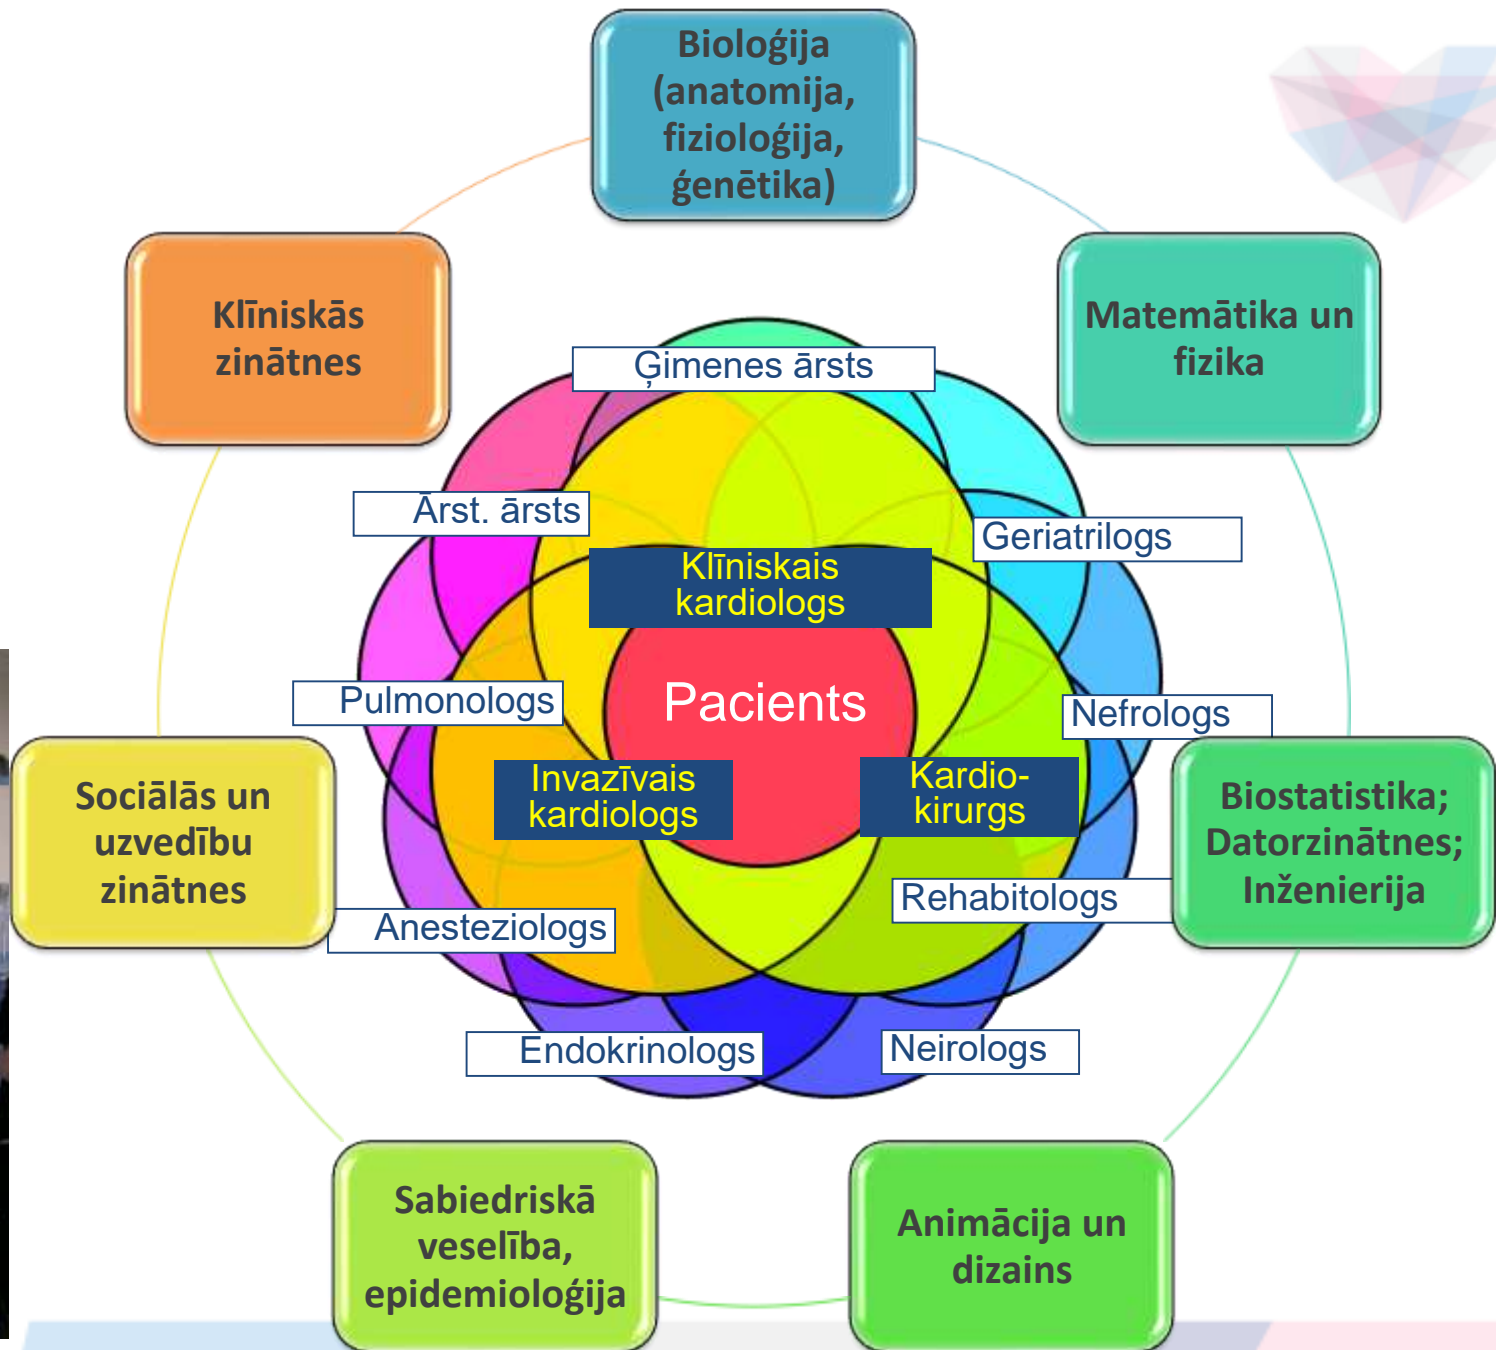 Bioloģija
(anatomija,
fizioloģija,
ģenētika)
Klīniskās
zinātnes
Matemātika un
fizika
Ģimenes ārsts
Ārst. ārsts
Geriatrilogs
Klīniskais
kardiologs
Pulmonologs
Pacients
Nefrologs
Sociālās un
uzvedību
zinātnes
Invazīvais
kardiologs
Kardio-
kirurgs
Biostatistika;
Datorzinātnes;
Inženierija
Rehabitologs
Anesteziologs
Endokrinologs
Neirologs
Sabiedriskā
veselība,
epidemioloģija
Animācija un
dizains